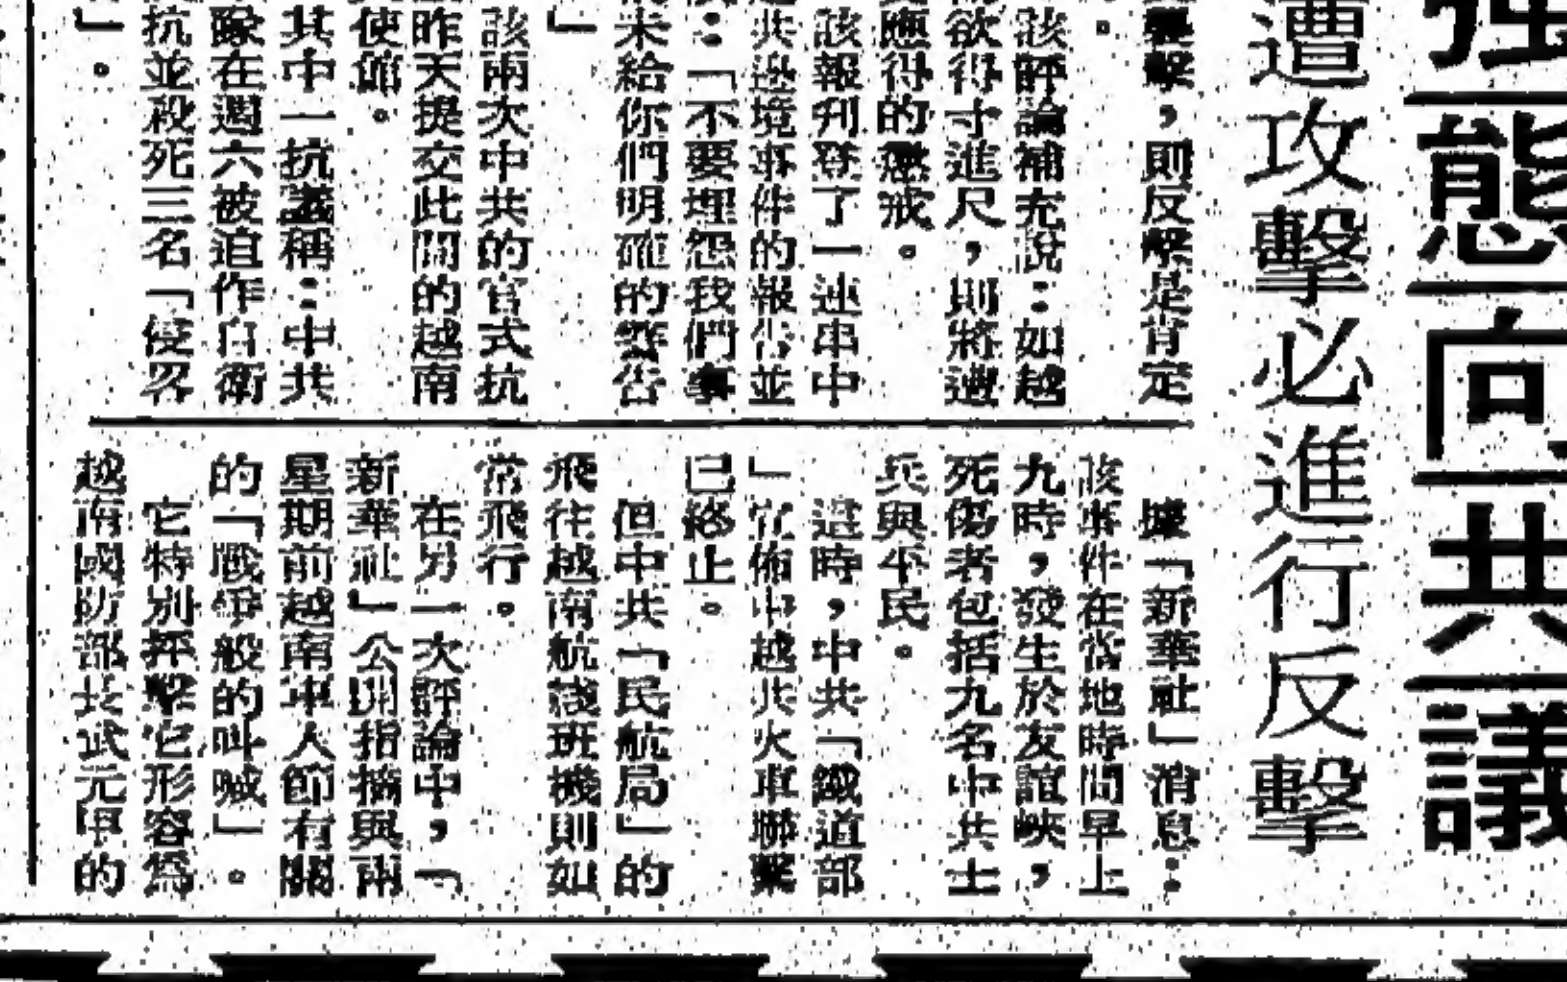 强態向共議
遭攻擊必進行反擊
襲擊，則反擊是肯定
。
該評論補充說：如越
欲得寸進尺，則將遭
應得的懲戒。
該報刊登了一連串中
共邊境事件的報告並
：「不要埋怨我們事
未給你們明確的警告
」
該兩次中共的官式抗
昨天提交此間的越南
使館。
其中一抗議稱：中共
隊在週六被迫作自衛
抗並殺死三名「侵畧
」。
據「新華社」消息：
該事件在當地時間早上
九時，發生於友誼峽，
死傷者包括九名中共士
兵與平民。
這時，中共「鐵道部
」宣佈中越共火車聯繫
已終止。
但中共「民航局」的
飛往越南航綫班機則如
常飛行。
在另一次評論中，「
新華社」公開指摘與兩
星期前越南軍人節有關
的「戰爭般的叫喊」。
它特別抨擊它形容為
越南國防部長武元甲的